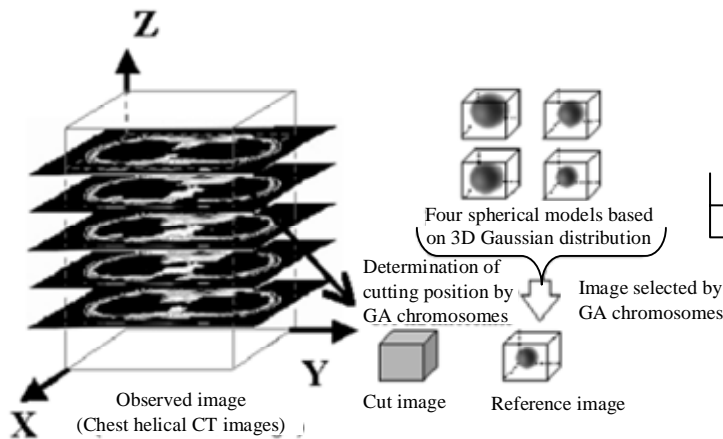 Z
Four spherical models based
on 3D Gaussian distribution
Determination of
cutting position by
GA chromosomes
Image selected by
GA chromosomes
Y
X
Observed image
(Chest helical CT images)
Cut image
Reference image